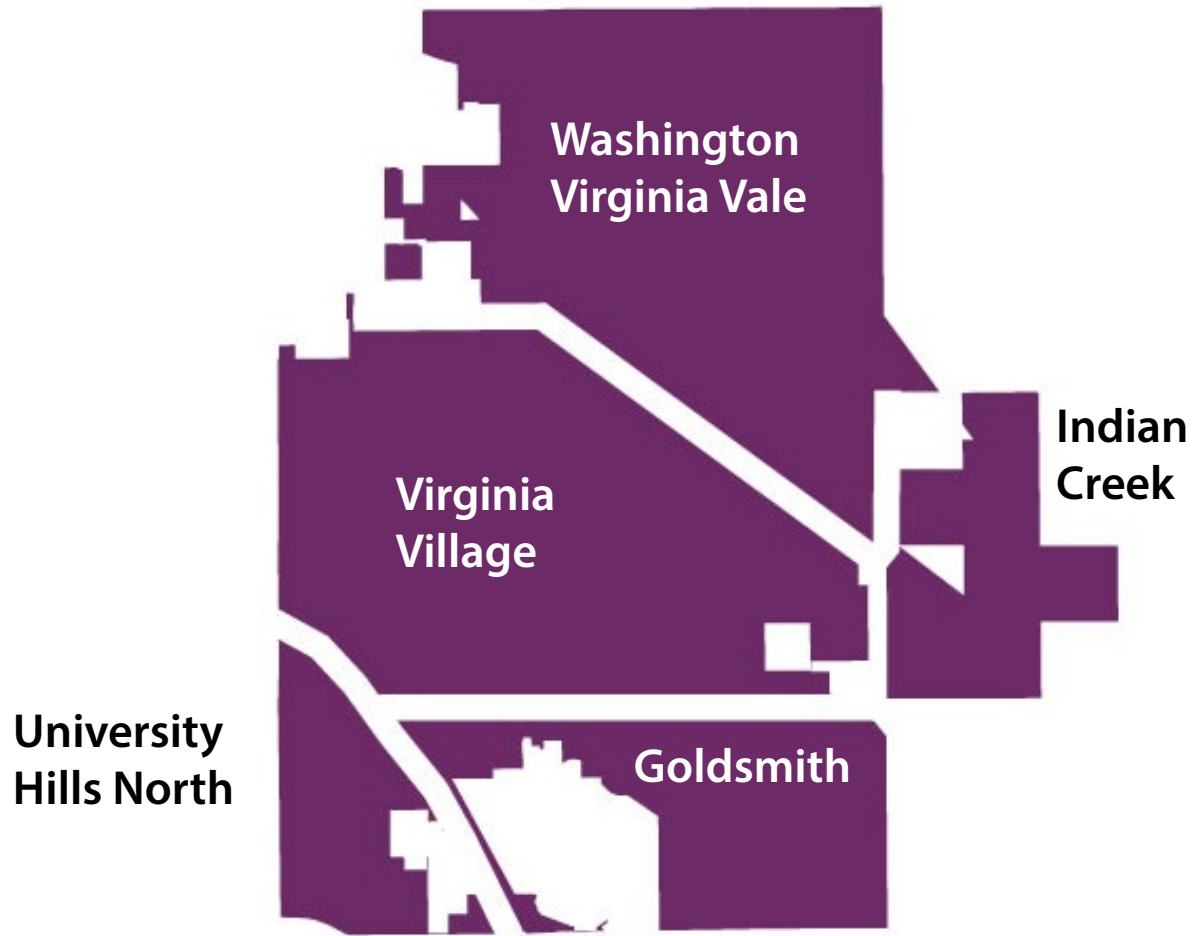 Washington
Virginia Vale
Indian
Creek
Virginia
Village
University
Hills North
Goldsmith